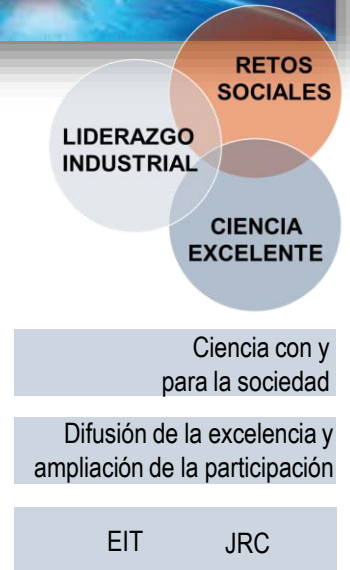 RETOS
SOCIALES
LIDERAZGO
INDUSTRIAL
CIENCIA
EXCELENTE
Ciencia con y
para la sociedad
Difusión de la excelencia y
ampliación de la participación
EIT JRC